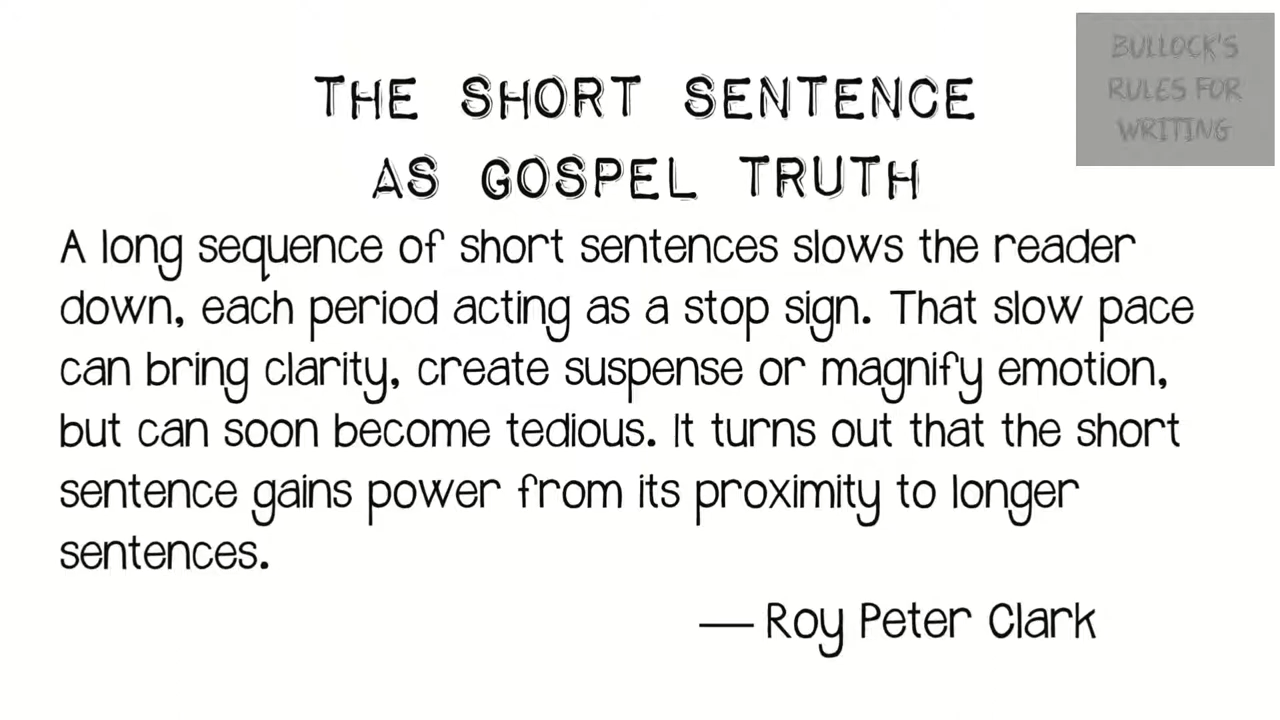 BULLOCK'S
RULES FOR
WRITING
THE SHORT SENTENCE
AS GOSPEL TRUTH
A long sequence of short sentences slows the reader
down, each period acting as a stop sign. That slow pace
can bring clarity, create suspense or magnify emotion,
but can soon become tedious. It turns out that the short
sentence gains power from its proximity to longer
sentences.
— Roy Peter Clark